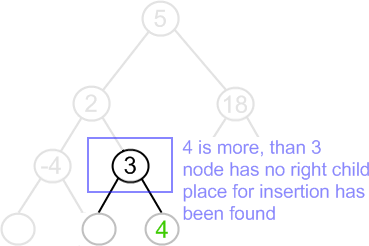 5
2
18
-4
3
4 is more, than 3
node has no right child
place for insertion has
been found
4